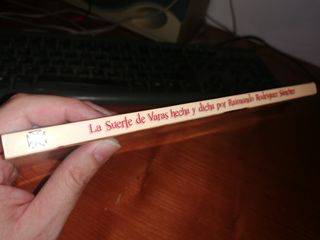 La Suerte de Varas hecha y dicha por Raimundo Rodríguez Sánchez